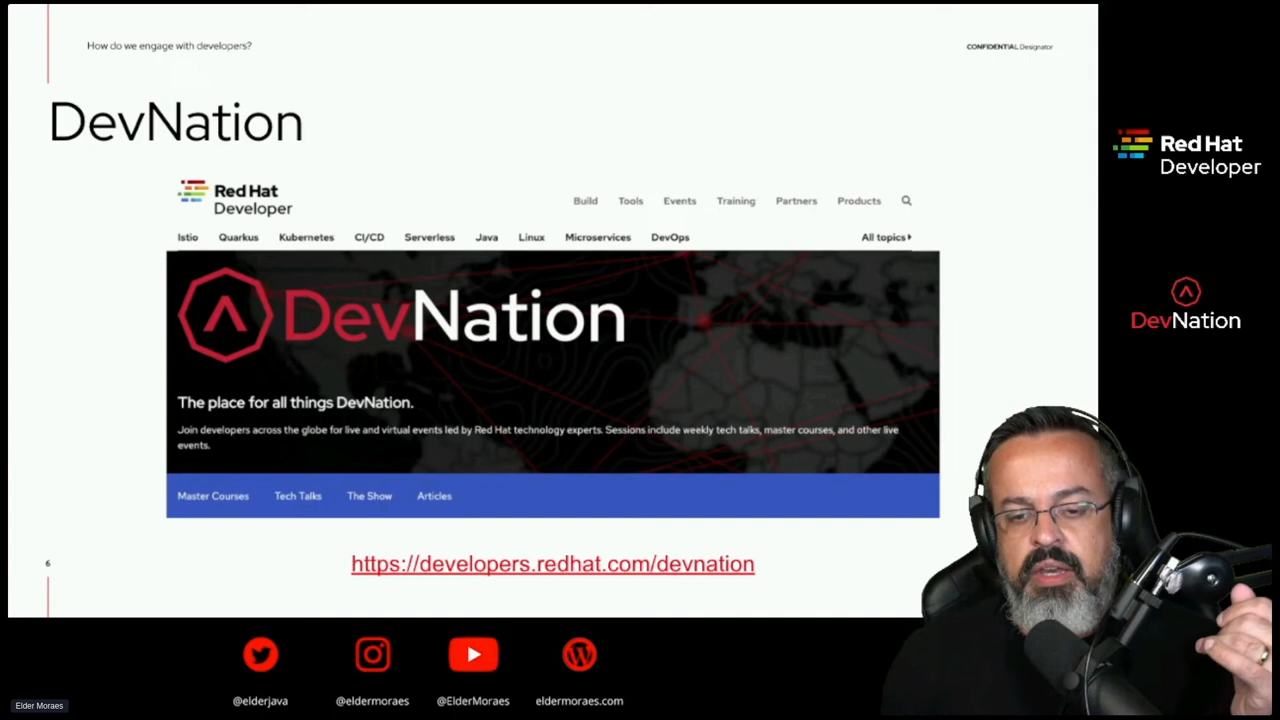 How do we engage with developers?
CONFIDENTIAL Designator
DevNation
Red Hat
Developer
Build Tools Events Training Partners Products
Istio Quarkus Kubernetes CI/CD Serverless Java Linux Microservices DevOps All topics
DevNation
The place for all things DevNation.
Join developers across the globe for live and virtual events led by Red Hat technology experts. Sessions include weekly tech talks, master courses, and other live
events.
Master Courses Tech Talks The Show Articles
6
https://developers.redhat.com/devnation
Red Hat
Developer
DevNation
@elderjava @eldermoraes @ElderMoraes eldermoraes.com
Elder Moraes